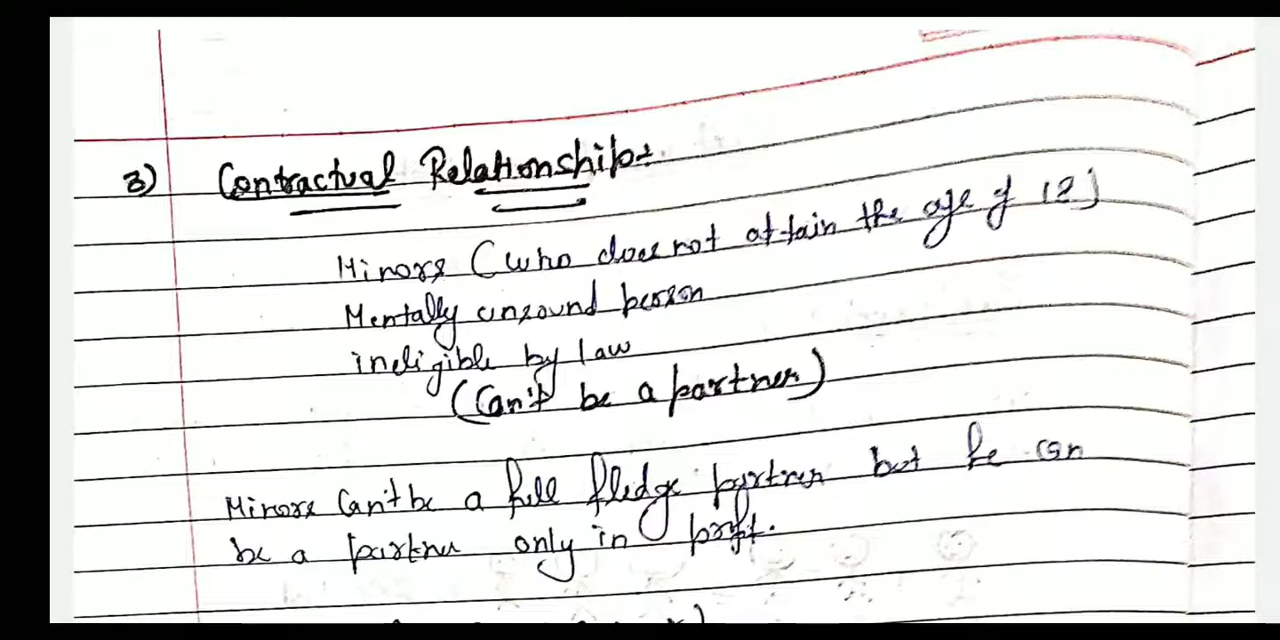 3) Contractual Relationship:
Minors (who does not attain the age of 18)
Mentally unsound person
ineligible by law
(Can't be a partner)
Minors Can't be a full fledge partner but he can
be a partner only in profit.